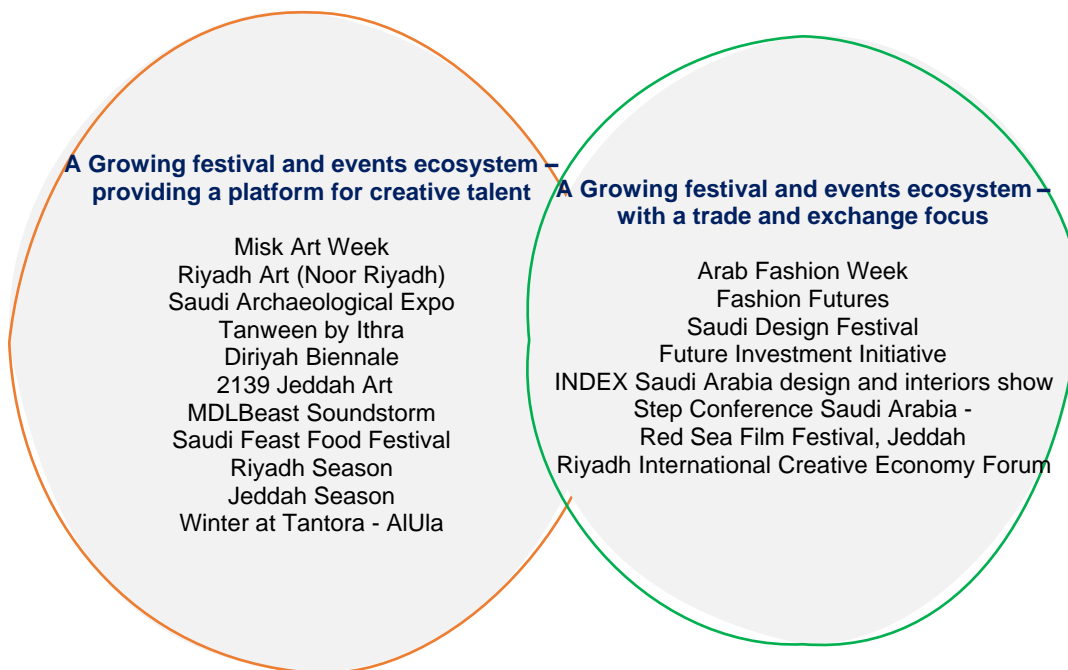 A Growing festival and events ecosystem –
providing a platform for creative talent
Misk Art Week
Riyadh Art (Noor Riyadh)
Saudi Archaeological Expo
Tanween by Ithra
Diriyah Biennale
2139 Jeddah Art
MDLBeast Soundstorm
Saudi Feast Food Festival
Riyadh Season
Jeddah Season
Winter at Tantora - AlUla
A Growing festival and events ecosystem –
with a trade and exchange focus
Arab Fashion Week
Fashion Futures
Saudi Design Festival
Future Investment Initiative
INDEX Saudi Arabia design and interiors show
Step Conference Saudi Arabia -
Red Sea Film Festival, Jeddah
Riyadh International Creative Economy Forum